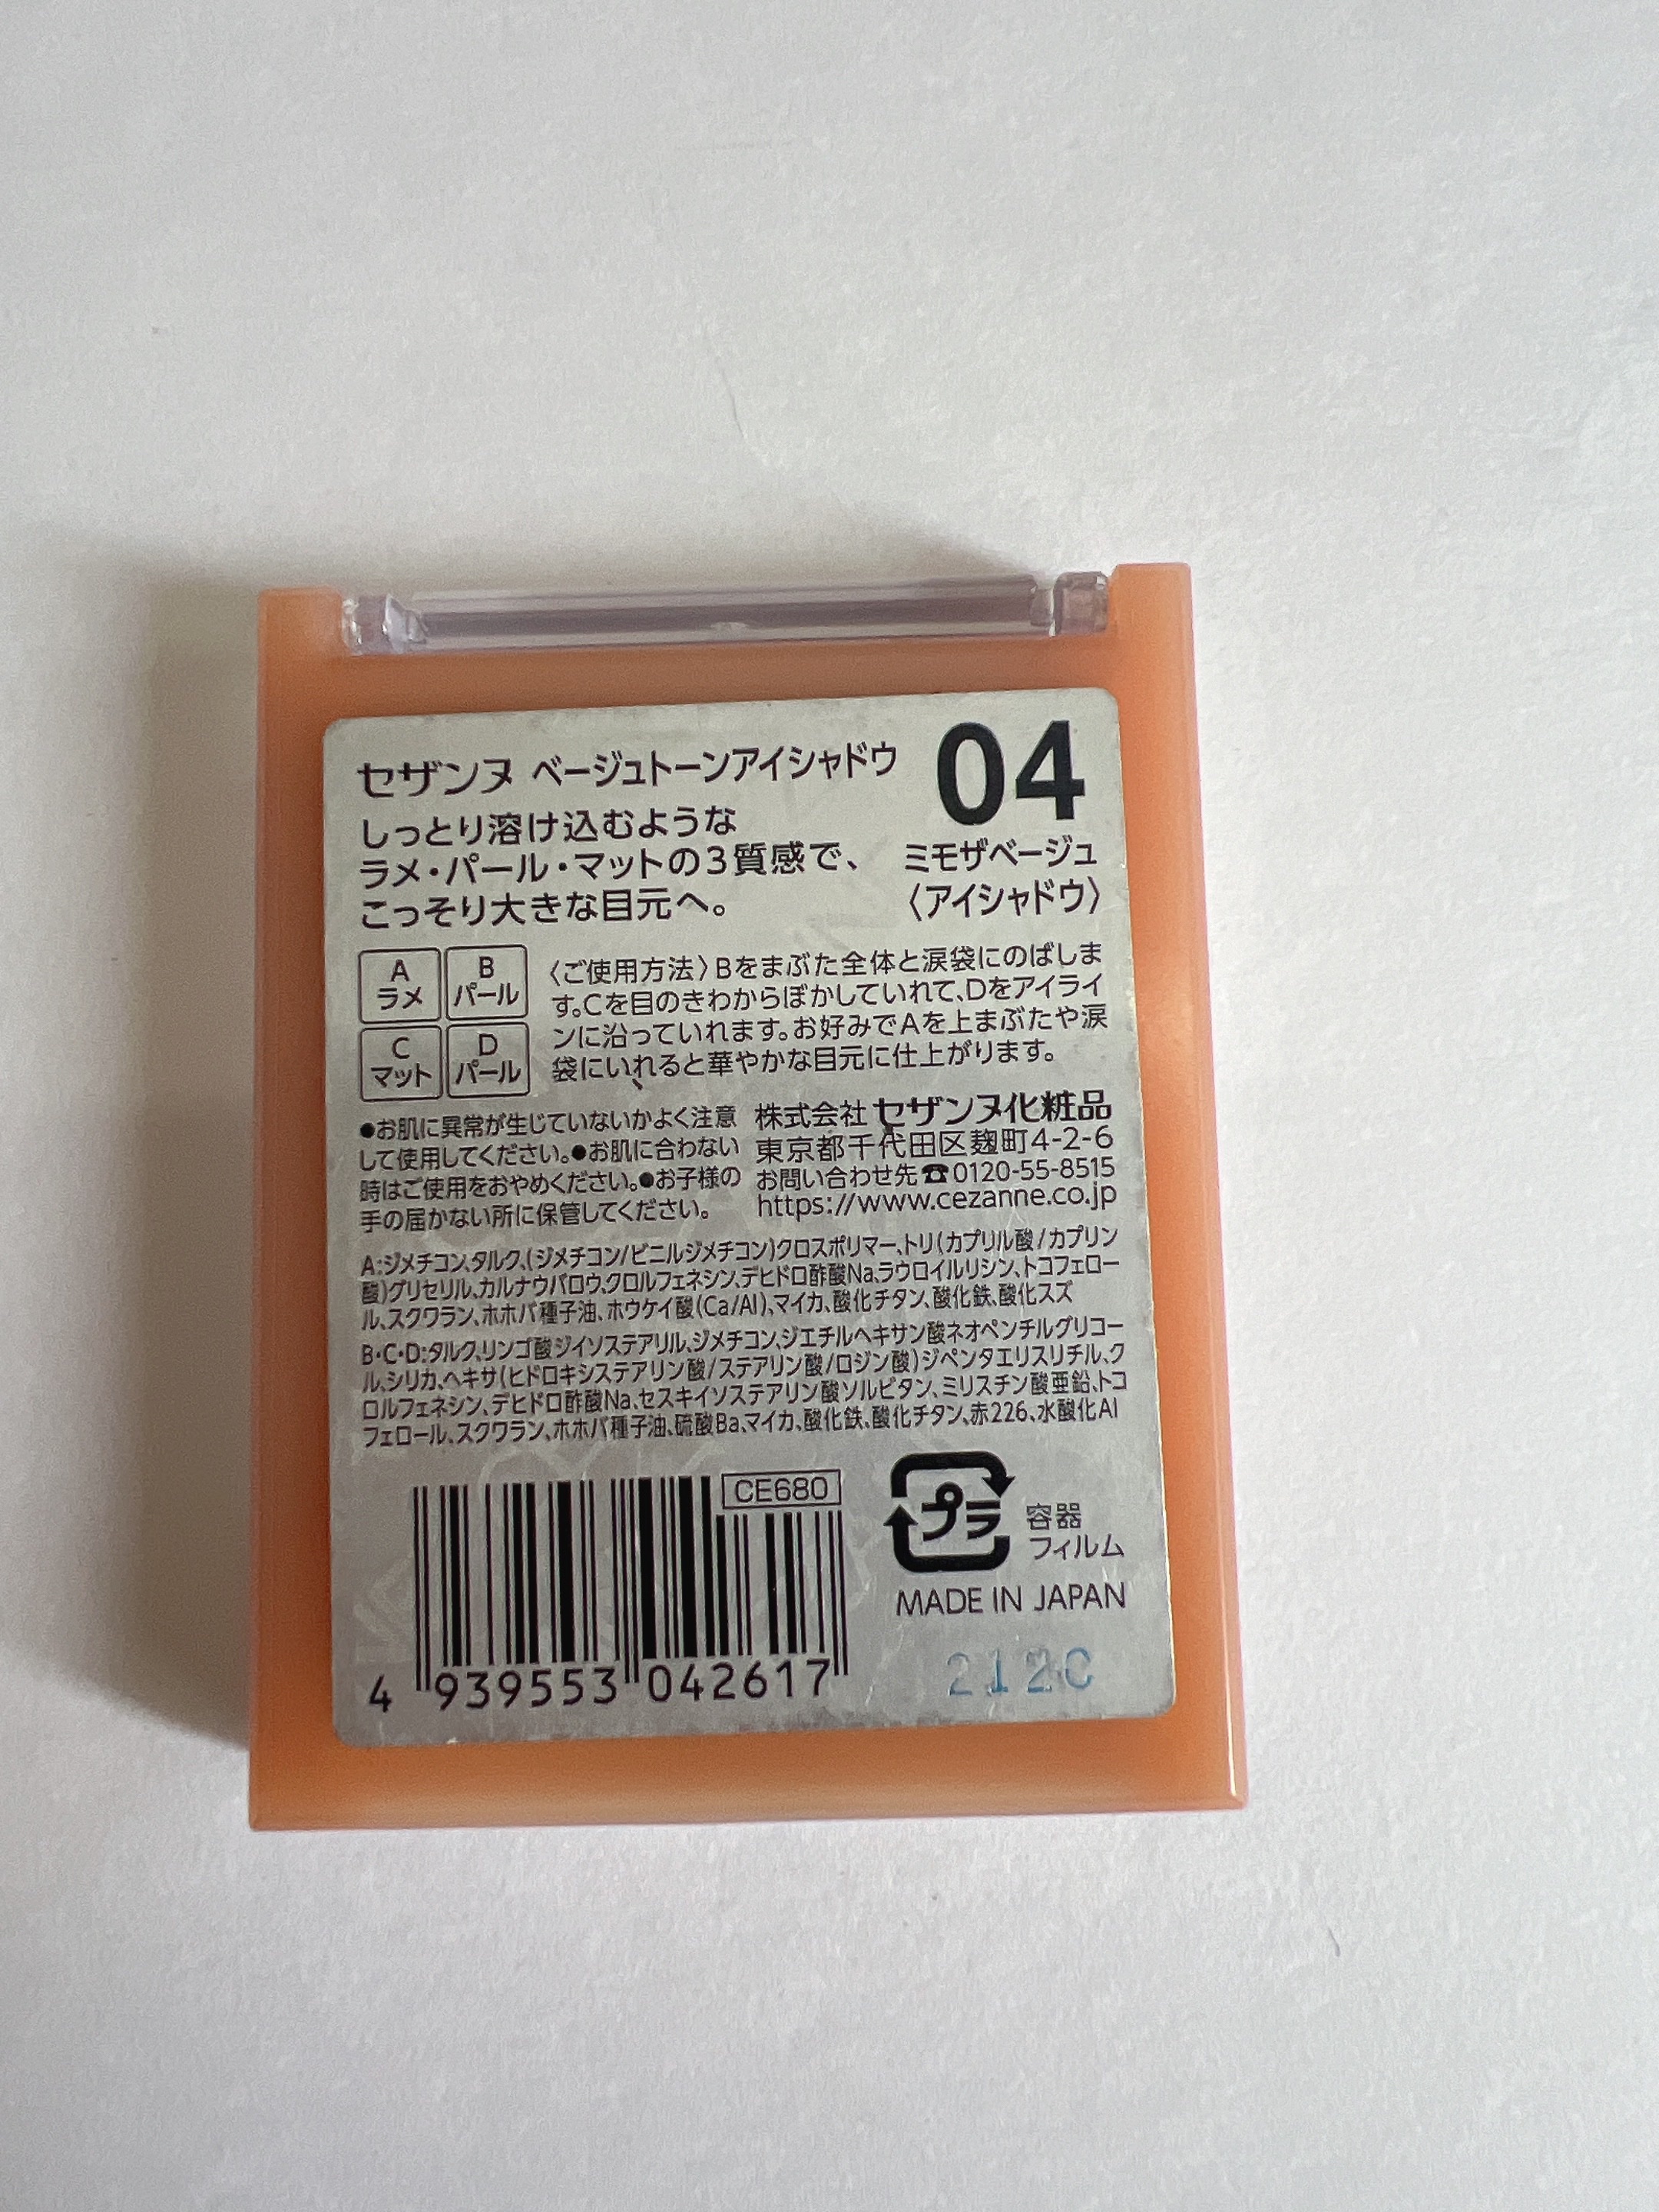 セザンヌ ベージュトーンアイシャドウ
04
しっとり溶け込むような
ラメ・パール・マットの3質感で、
こっそり大きな目元へ。
ミモザベージュ
〈アイシャドウ〉
A
ラメ
B
パール
C
マット
D
パール
〈ご使用方法〉Bをまぶた全体と涙袋にのばしま
す。Cを目のきわからぼかしていれて、Dをアイライ
ンに沿っていれます。お好みでAを上まぶたや涙
袋にいれると華やかな目元に仕上がります。
●お肌に異常が生じていないかよく注意
して使用してください。●お肌に合わない
時はご使用をおやめください。●お子様の
手の届かない所に保管してください。
株式会社 セザンヌ化粧品
東京都千代田区麹町4-2-6
お問い合わせ先☎0120-55-8515
https://www.cezanne.co.jp
A:ジメチコン、タルク、(ジメチコン/ビニルジメチコン)クロスポリマー、トリ(カプリル酸/カプリン
酸)グリセリル、カルナウバロウ、クロルフェネシン、デヒドロ酢酸Na、ラウロイルリシン、トコフェロー
ル、スクワラン、ホホバ種子油、ホウケイ酸(Ca/Al)、マイカ、酸化チタン、酸化鉄、酸化スズ
B・C・D:タルク、リンゴ酸ジイソステアリル、ジメチコン、ジエチルヘキサン酸ネオペンチルグリコー
ル、シリカ、ヘキサ(ヒドロキシステアリン酸/ステアリン酸/ロジン酸)ジペンタエリスリチル、ク
ロルフェネシン、デヒドロ酢酸Na、セスキイソステアリン酸ソルビタン、ミリスチン酸亜鉛、トコ
フェロール、スクワラン、ホホバ種子油、硫酸Ba、マイカ、酸化鉄、酸化チタン、赤226、水酸化Al
CE680
4 939553 042617
プラ
容器
フィルム
MADE IN JAPAN
212C